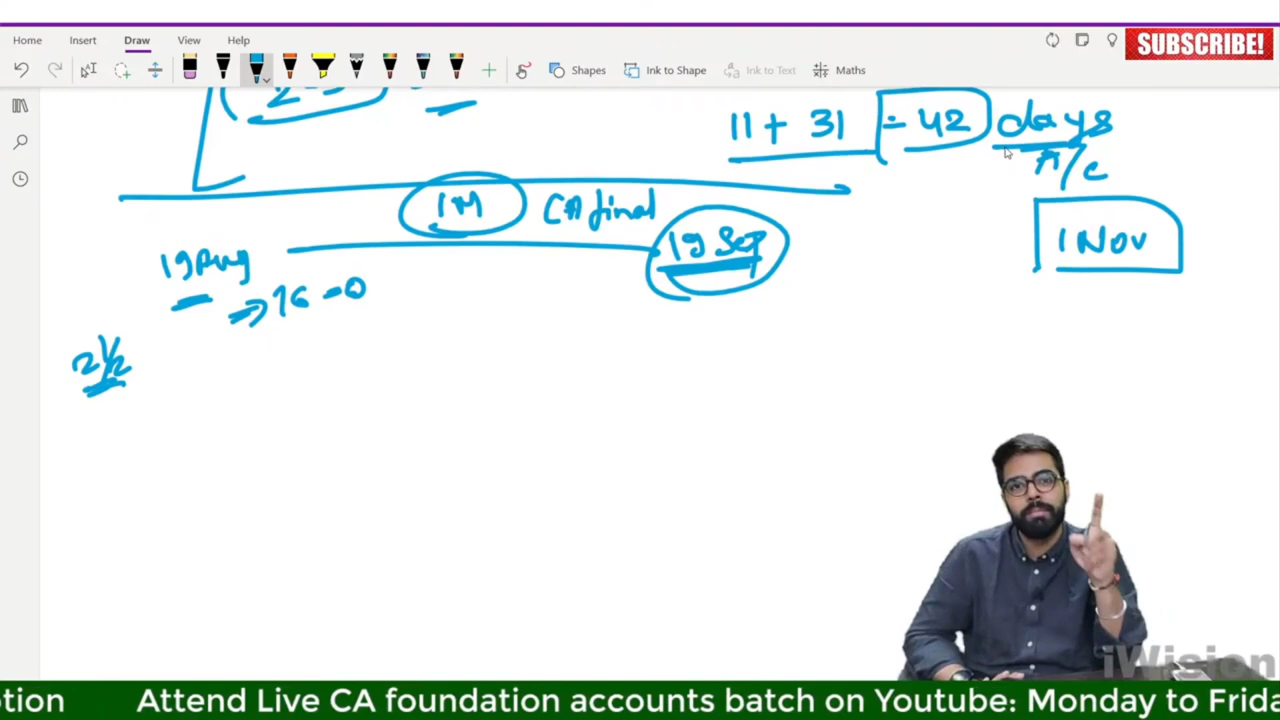 Home Insert Draw View Help
SUBSCRIBE!
Shapes Ink to Shape Ink to Text Maths
11 + 31 = 42 days
A/c
1M CA final
19 Sep
1 Nov
19 Aug
2½
iWision
otion Attend Live CA foundation accounts batch on Youtube: Monday to Frida